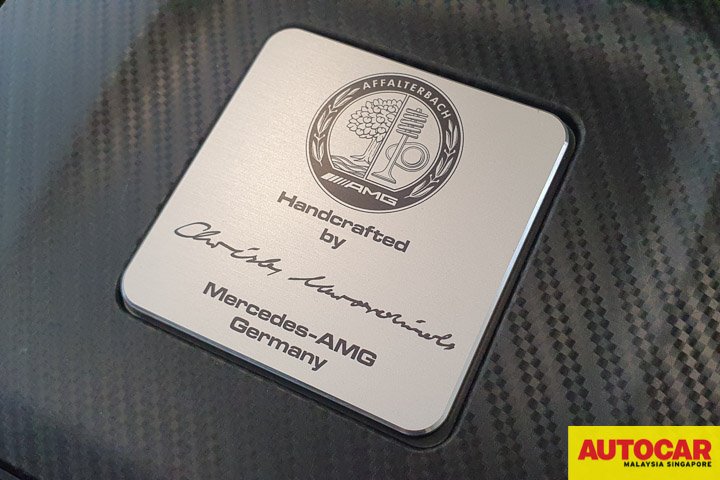 AFFALTERBACH
AMG
Handcrafted
by
Mercedes-AMG
Germany
AUTOCAR
MALAYSIA SINGAPORE